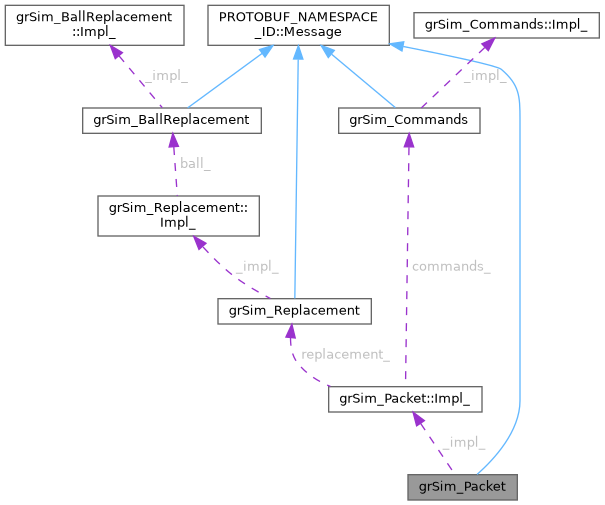 grSim_BallReplacement
::Impl_
PROTOBUF_NAMESPACE
_ID::Message
grSim_Commands::Impl_
_impl_
_impl_
grSim_BallReplacement
grSim_Commands
ball_
grSim_Replacement::
Impl_
_impl_
commands_
grSim_Replacement
replacement_
grSim_Packet::Impl_
_impl_
grSim_Packet